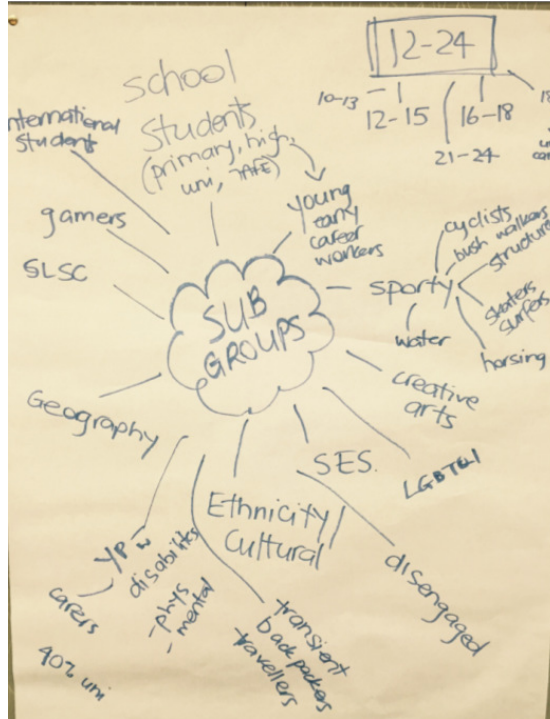 12-24
10-13
12-15
16-18
21-24
school
students
(primary, high,
uni, TAFE)
young
early
career
workers
International
Students
gamers
SLSC
SUB
GROUPS
sporty
cyclists
bush walkers
structure
skaters
surfers
horsing
water
creative
arts
LGBTQI
SES.
disengaged
Ethnicity/
Cultural
transient
backpackers
travellers
Geography
YP
disabilits
-phys
-mental
carers
40% uni